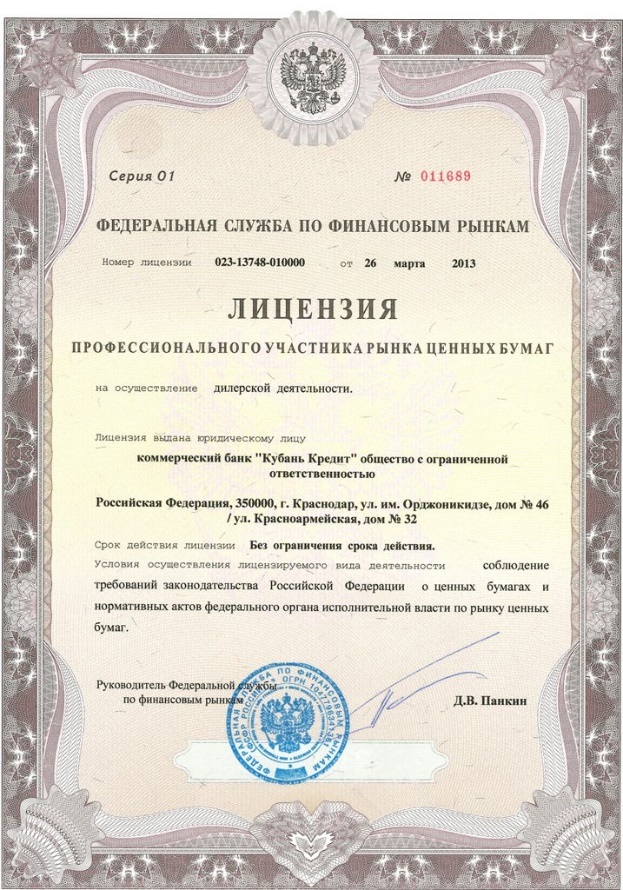 Серия 01 № 011689
ФЕДЕРАЛЬНАЯ СЛУЖБА ПО ФИНАНСОВЫМ РЫНКАМ
Номер лицензии 023-13748-010000 от 26 марта 2013
ЛИЦЕНЗИЯ
ПРОФЕССИОНАЛЬНОГО УЧАСТНИКА РЫНКА ЦЕННЫХ БУМАГ
на осуществление дилерской деятельности.
Лицензия выдана юридическому лицу
коммерческий банк "Кубань Кредит" общество с ограниченной
ответственностью
Российская Федерация, 350000, г. Краснодар, ул. им. Орджоникидзе, дом № 46
/ ул. Красноармейская, дом № 32
Срок действия лицензии Без ограничения срока действия.
Условия осуществления лицензируемого вида деятельности соблюдение
требований законодательства Российской Федерации о ценных бумагах и
нормативных актов федерального органа исполнительной власти по рынку ценных
бумаг.
Руководитель Федеральной службы
по финансовым рынкам Д.В. Панкин
ФЕДЕРАЛЬНАЯ СЛУЖБА ПО ФИНАНСОВЫМ РЫНКАМ
(ФСФР РОССИИ) ОГРН